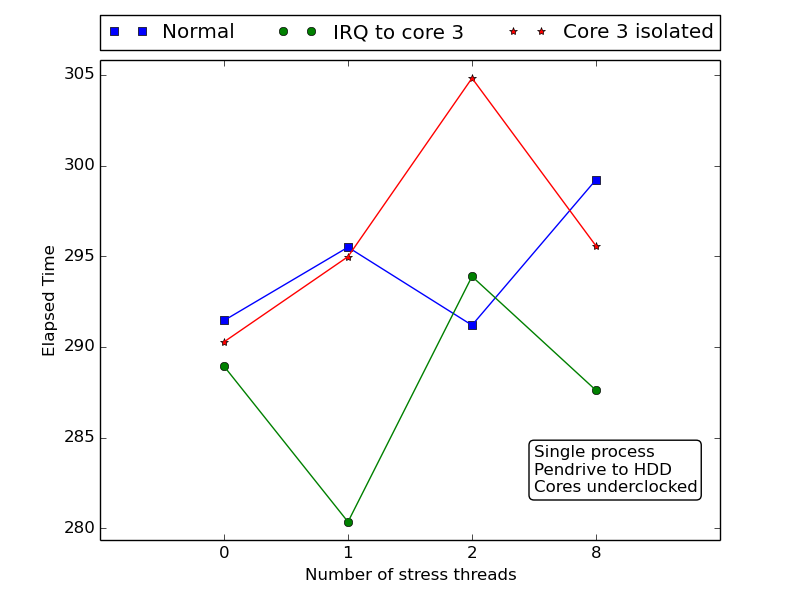 Normal IRQ to core 3 Core 3 isolated
305
300
295
290
285
280
Elapsed Time
Single process
Pendrive to HDD
Cores underclocked
0 1 2 8
Number of stress threads